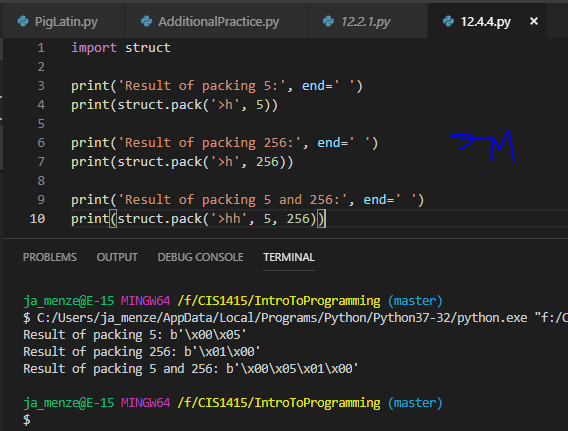 PigLatin.py AdditionalPractice.py 12.2.1.py 12.4.4.py ×
1 import struct
2
3 print('Result of packing 5:', end=' ')
4 print(struct.pack('>h', 5))
5
6 print('Result of packing 256:', end=' ')
7 print(struct.pack('>h', 256))
8
9 print('Result of packing 5 and 256:', end=' ')
10 print(struct.pack('>hh', 5, 256))
PROBLEMS OUTPUT DEBUG CONSOLE TERMINAL
ja_menze@E-15 MINGW64 /f/CIS1415/IntroToProgramming (master)
$ C:/Users/ja_menze/AppData/Local/Programs/Python/Python37-32/python.exe "f:/C
Result of packing 5: b'\x00\x05'
Result of packing 256: b'\x01\x00'
Result of packing 5 and 256: b'\x00\x05\x01\x00'
ja_menze@E-15 MINGW64 /f/CIS1415/IntroToProgramming (master)
$